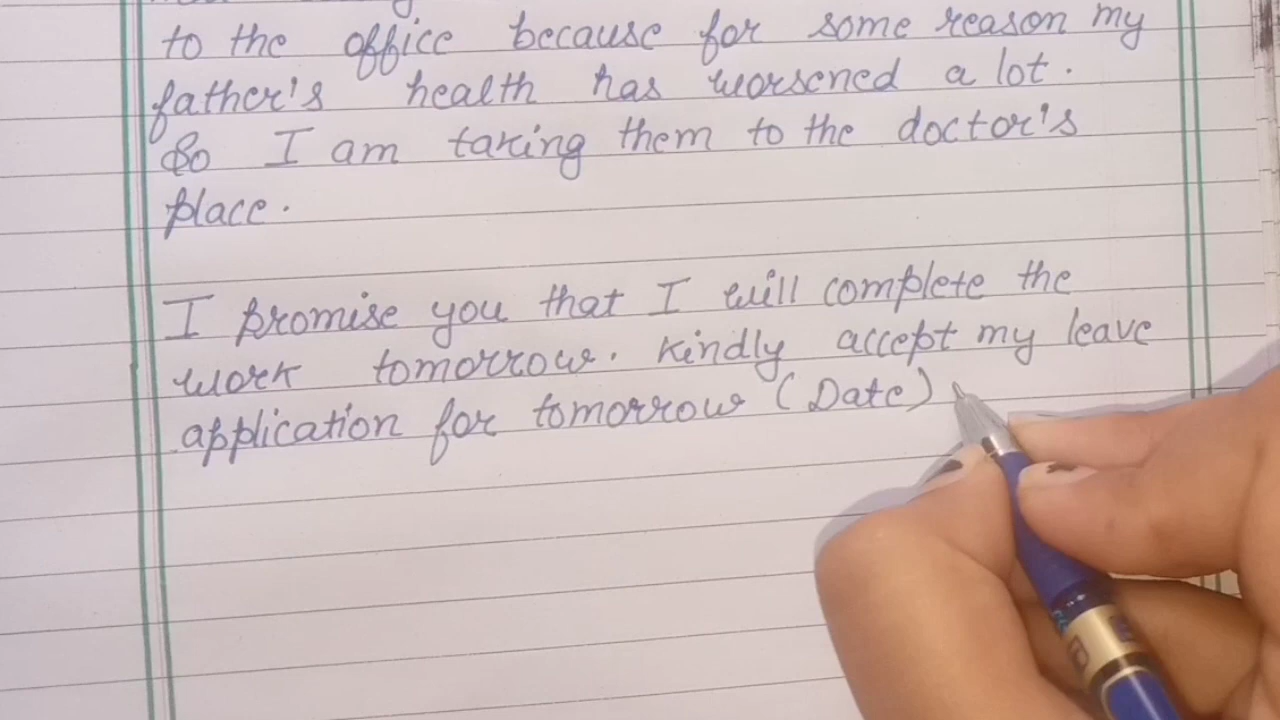 to the office because for some reason my
father's health has worsened a lot.
So I am taking them to the doctor's
place.
I promise you that I will complete the
work tomorrow. Kindly accept my leave
application for tomorrow (Date)